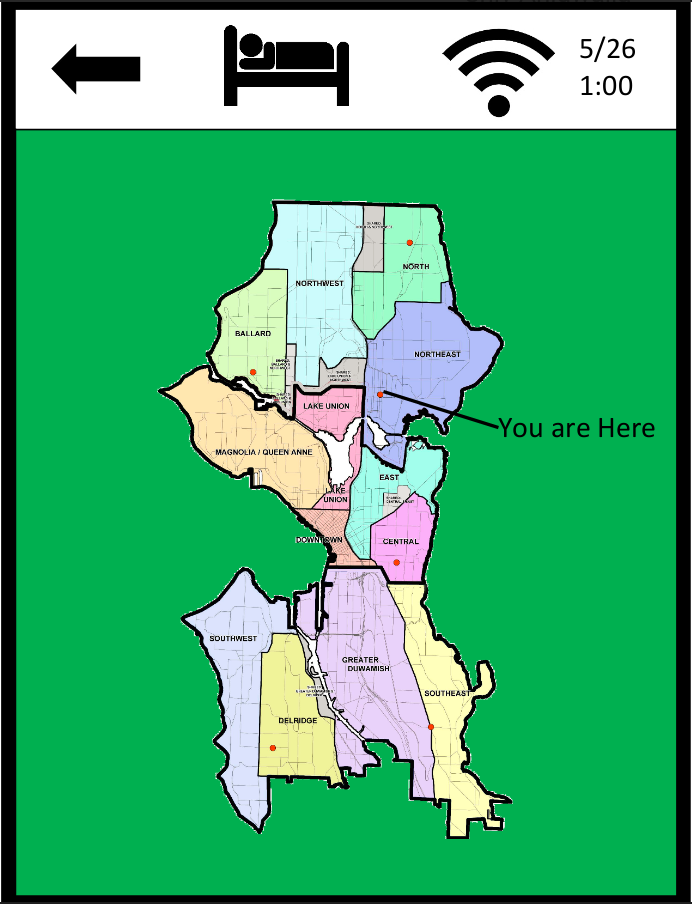 5/26
1:00
NORTH
NORTHWEST
BALLARD
NORTHEAST
LAKE UNION
You are Here
MAGNOLIA / QUEEN ANNE
EAST
LAKE
UNION
DOWNTOWN
CENTRAL
SOUTHWEST
GREATER
DUWAMISH
SOUTHEAST
DELRIDGE